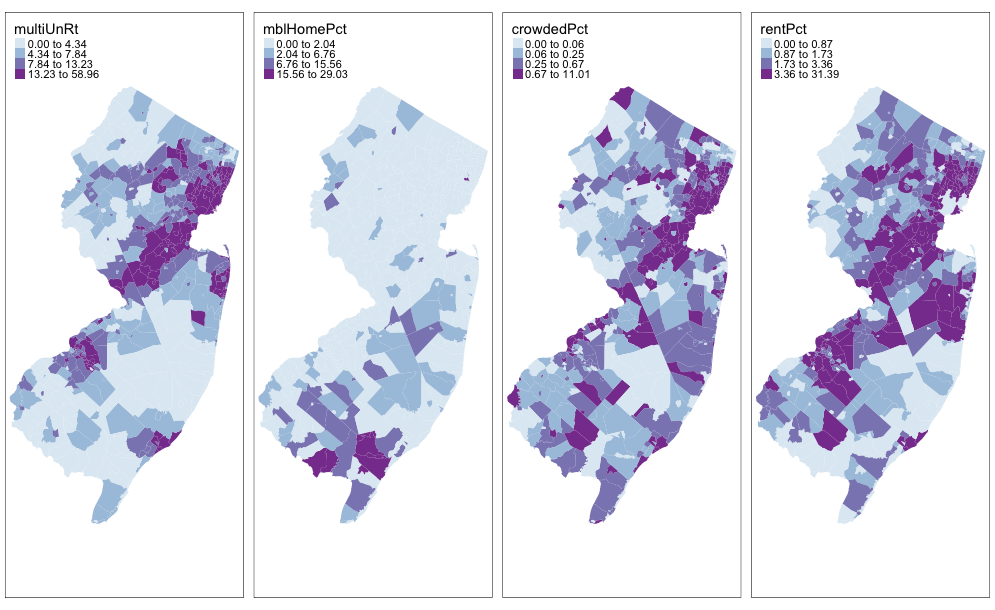 multiUnRt
0.00 to 4.34
4.34 to 7.84
7.84 to 13.23
13.23 to 58.96
mblHomePct
0.00 to 2.04
2.04 to 6.76
6.76 to 15.56
15.56 to 29.03
crowdedPct
0.00 to 0.06
0.06 to 0.25
0.25 to 0.67
0.67 to 11.01
rentPct
0.00 to 0.87
0.87 to 1.73
1.73 to 3.36
3.36 to 31.39